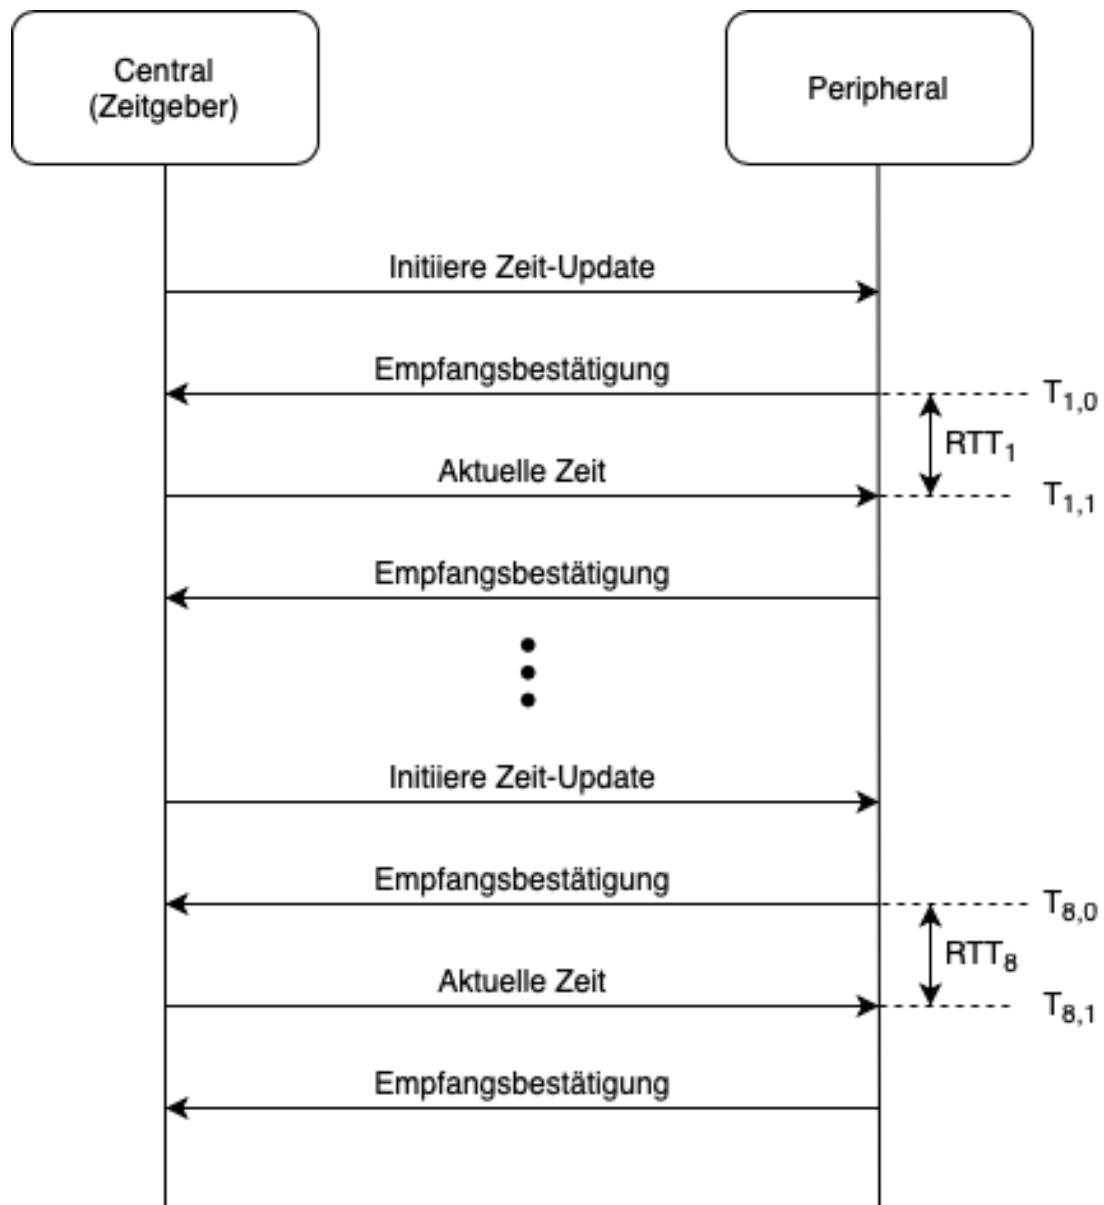 Central
(Zeitgeber)
Peripheral
Initiiere Zeit-Update
Empfangsbestätigung
T1,0
RTT1
Aktuelle Zeit
T1,1
Empfangsbestätigung
Initiiere Zeit-Update
Empfangsbestätigung
T8,0
RTT8
Aktuelle Zeit
T8,1
Empfangsbestätigung